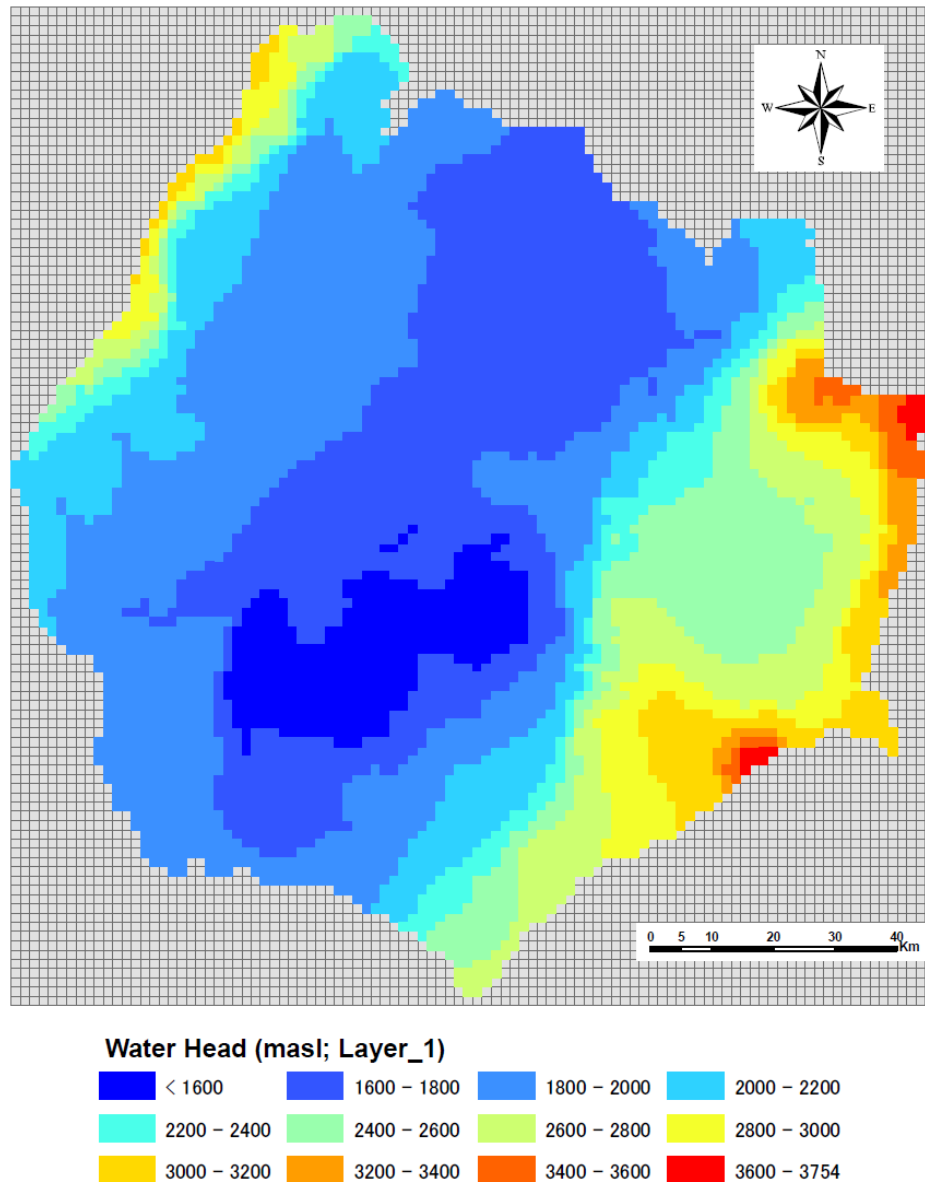 N
W E
S
0 5 10 20 30 40
Km
Water Head (masl; Layer_1)
< 1600 1600 - 1800 1800 - 2000 2000 - 2200
2200 - 2400 2400 - 2600 2600 - 2800 2800 - 3000
3000 - 3200 3200 - 3400 3400 - 3600 3600 - 3754